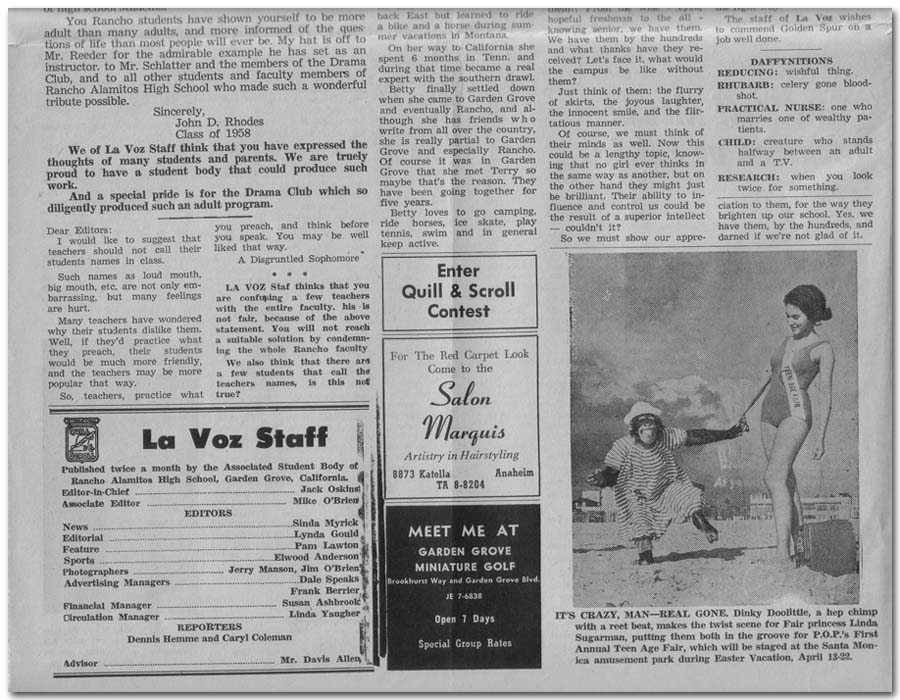 You Rancho students have shown yourself to be more
adult than many adults, and more informed of the ques-
tions of life than most people will ever be. My hat is off to
Mr. Reeder for the admirable example he has set as an
instructor. to Mr. Schlatter and the members of the Drama
Club, and to all other students and faculty members of
Rancho Alamitos High School who made such a wonderful
tribute possible.
Sincerely,
John D. Rhodes
Class of 1958
We of La Voz Staff think that you have expressed the
thoughts of many students and parents. We are truely
proud to have a student body that could produce such
work.
And a special pride is for the Drama Club which so
diligently produced such an adult program.
Dear Editors:
I would like to suggest that
teachers should not call their
students names in class.
Such names as loud mouth,
big mouth, etc. are not only em-
barrassing, but many feelings
are hurt.
Many teachers have wondered
why their students dislike them.
Well, if they'd practice what
they preach, their students
would be much more friendly,
and the teachers may be more
popular that way.
So, teachers, practice what
you preach, and think before
you speak. You may be well
liked that way.
A Disgruntled Sophomore
* * *
LA VOZ Staf thinks that you
are confusing a few teachers
with the entire faculty. his is
not fair, because of the above
statement. You will not reach
a suitable solution by condemn-
ing the whole Rancho faculty
We also think that there are
a few students that call the
teachers names, is this not
true?
La Voz Staff
Published twice a month by the Associated Student Body of
Rancho Alamitos High School, Garden Grove, California.
Editor-in-Chief Jack Oskins
Associate Editor Mike O'Brien
EDITORS
News Sinda Myrick
Editorial Lynda Gould
Feature Pam Lawton
Sports Elwood Anderson
Photographers Jerry Manson, Jim O'Brien
Advertising Managers Dale Speaks
Frank Berrier
Financial Manager Susan Ashbrook
Circulation Manager Linda Yaugher
REPORTERS
Dennis Hemme and Caryl Coleman
Advisor Mr. Davis Allen
back East but learned to ride
a bike and a horse during sum-
mer vacations in Montana.
On her way to California she
spent 6 months in Tenn. and
during that time became a real
expert with the southern drawl.
Betty finally settled down
when she came to Garden Grove
and eventually Rancho, and al-
though she has friends who
write from all over the country,
she is really partial to Garden
Grove and especially Rancho.
Of course it was in Garden
Grove that she met Terry so
maybe that's the reason. They
have been going together for
five years.
Betty loves to go camping,
ride horses, ice skate, play
tennis, swim and in general
keep active.
Enter
Quill & Scroll
Contest
For The Red Carpet Look
Come to the
Salon
Marquis
Artistry in Hairstyling
8873 Katella Anaheim
TA 8-8204
MEET ME AT
GARDEN GROVE
MINIATURE GOLF
Brookhurst Way and Garden Grove Blvd.
JE 7-6838
Open 7 Days
Special Group Rates
hopeful freshman to the all -
knowing senior, we have them.
We have them by the hundreds
and what thanks have they re-
ceived? Let's face it, what would
the campus be like without
them?
Just think of them: the flurry
of skirts, the joyous laughter,
the innocent smile, and the flir-
tatious manner.
Of course, we must think of
their minds as well. Now this
could be a lengthy topic, know-
ing that no girl ever thinks in
the same way as another, but on
the other hand they might just
be brilliant. Their ability to in-
fluence and control us could be
the result of a superior intellect
— couldn't it?
So we must show our appre-
The staff of La Voz wishes
to commend Golden Spur on a
job well done.
DAFFYNITIONS
REDUCING: wishful thing.
RHUBARB: celery gone blood-
shot.
PRACTICAL NURSE: one who
marries one of wealthy pa-
tients.
CHILD: creature who stands
halfway between an adult
and a T.V.
RESEARCH: when you look
twice for something.
ciation to them, for the way they
brighten up our school. Yes, we
have them, by the hundreds, and
darned if we're not glad of it.
TEEN AGE FAIR
IT'S CRAZY, MAN—REAL GONE. Dinky Doolittle, a hep chimp
with a reet beat, makes the twist scene for Fair princess Linda
Sugarman, putting them both in the groove for P.O.P.'s First
Annual Teen Age Fair, which will be staged at the Santa Mon-
ica amusement park during Easter Vacation, April 13-22.